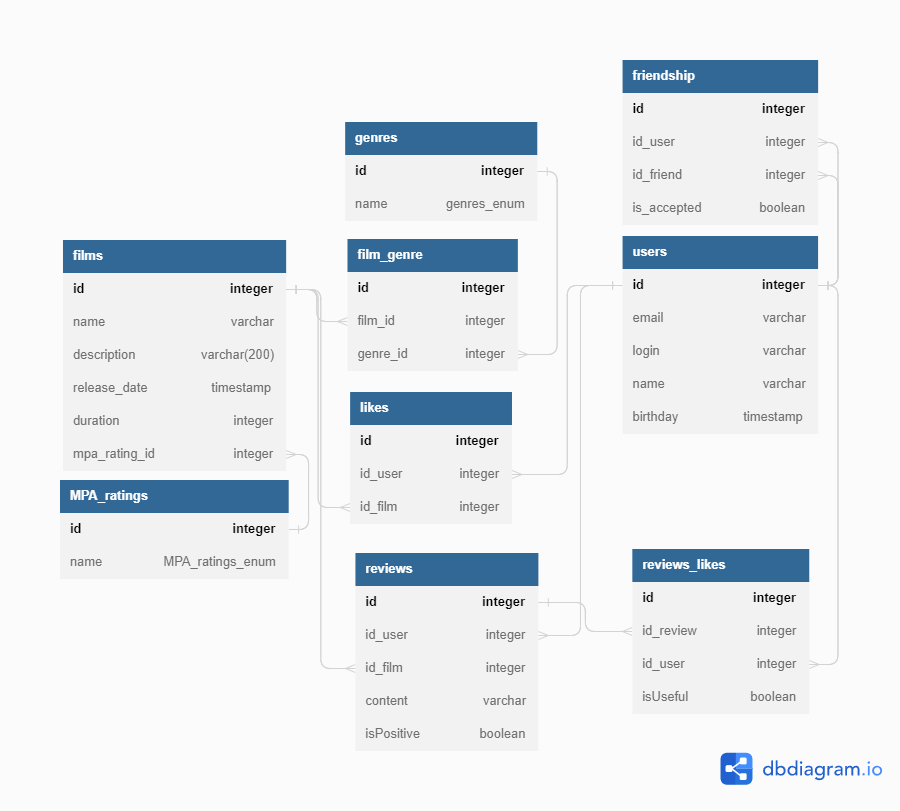 friendship
id integer
id_user integer
id_friend integer
is_accepted boolean
genres
id integer
name genres_enum
films
id integer
name varchar
description varchar(200)
release_date timestamp
duration integer
mpa_rating_id integer
film_genre
id integer
film_id integer
genre_id integer
users
id integer
email varchar
login varchar
name varchar
birthday timestamp
likes
id integer
id_user integer
id_film integer
MPA_ratings
id integer
name MPA_ratings_enum
reviews
id integer
id_user integer
id_film integer
content varchar
isPositive boolean
reviews_likes
id integer
id_review integer
id_user integer
isUseful boolean
dbdiagram.io